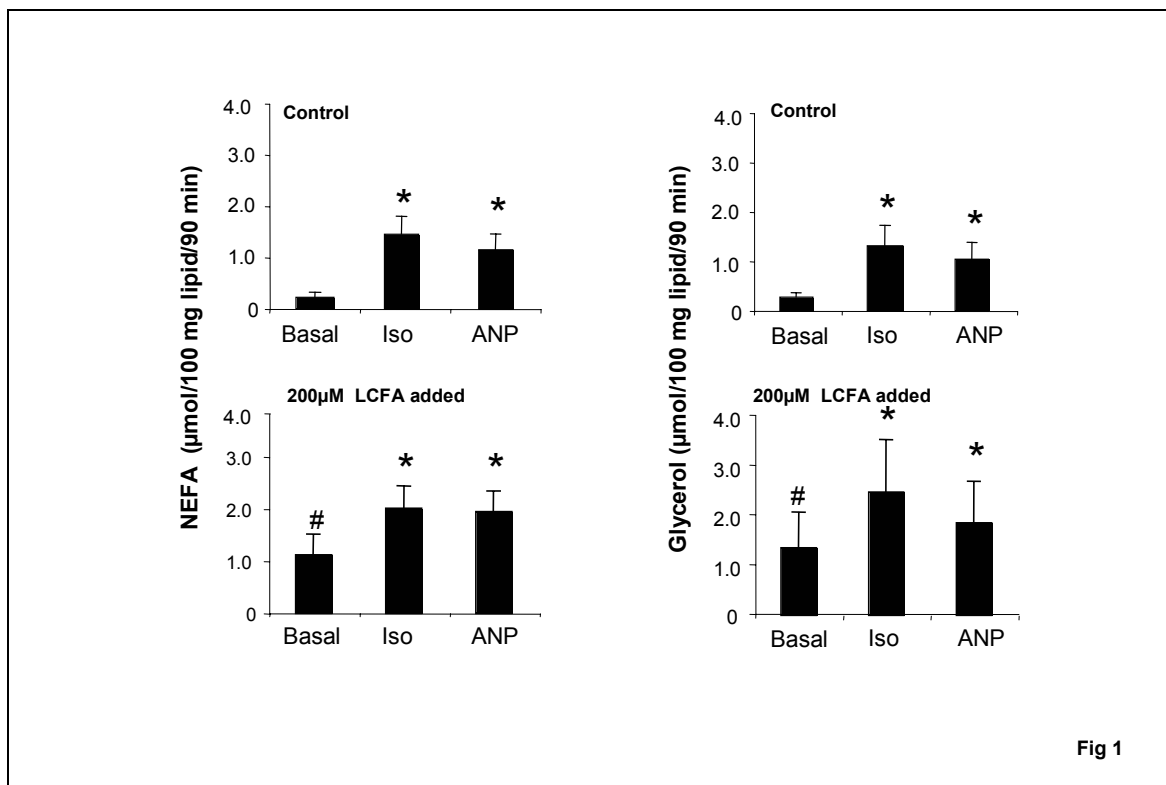 NEFA (µmol/100 mg lipid/90 min)
Control
4.0
3.0
2.0
1.0
0
* *
Basal Iso ANP
200µM LCFA added
4.0
3.0
2.0
1.0
0
# * *
Basal Iso ANP
Glycerol (µmol/100 mg lipid/90 min)
Control
4.0
3.0
2.0
1.0
0
* *
Basal Iso ANP
200µM LCFA added
4.0
3.0
2.0
1.0
0
# * *
Basal Iso ANP
Fig 1